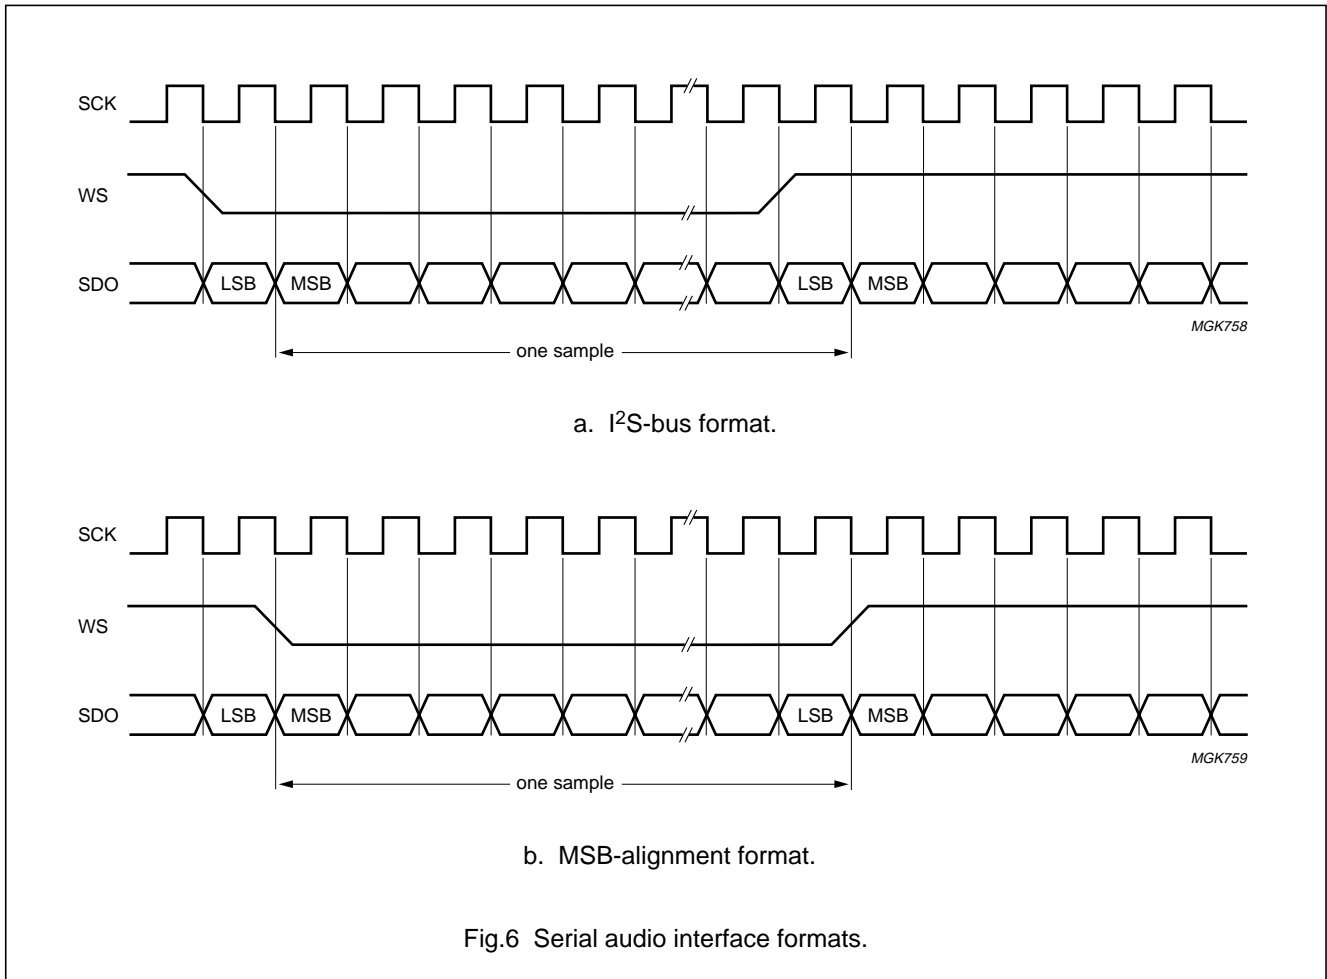 SCK
WS
SDO LSB MSB LSB MSB
MGK758
one sample
a. I²S-bus format.
SCK
WS
SDO LSB MSB LSB MSB
MGK759
one sample
b. MSB-alignment format.
Fig.6 Serial audio interface formats.